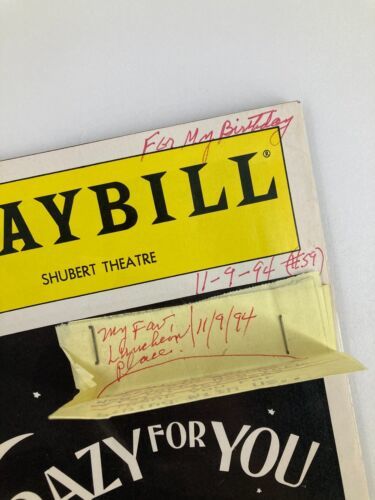 For My Birthday
AYBILL®
SHUBERT THEATRE
11-9-94 (#59)
My Fav,
Luncheon
Place.
11/9/94
RAZY FOR YOU